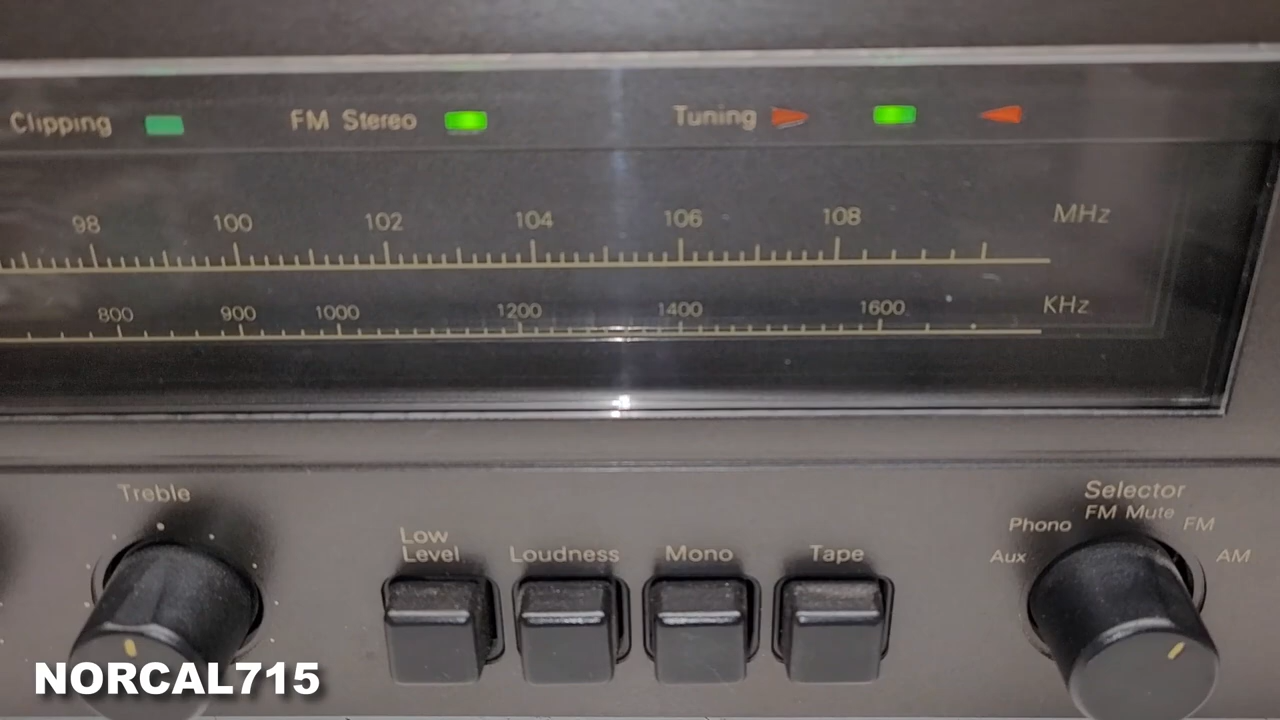 Clipping FM Stereo Tuning
98 100 102 104 106 108 MHz
800 900 1000 1200 1400 1600 KHz
Treble
Selector
FM Mute
Phono FM
Aux AM
Low
Level Loudness Mono Tape
NORCAL715